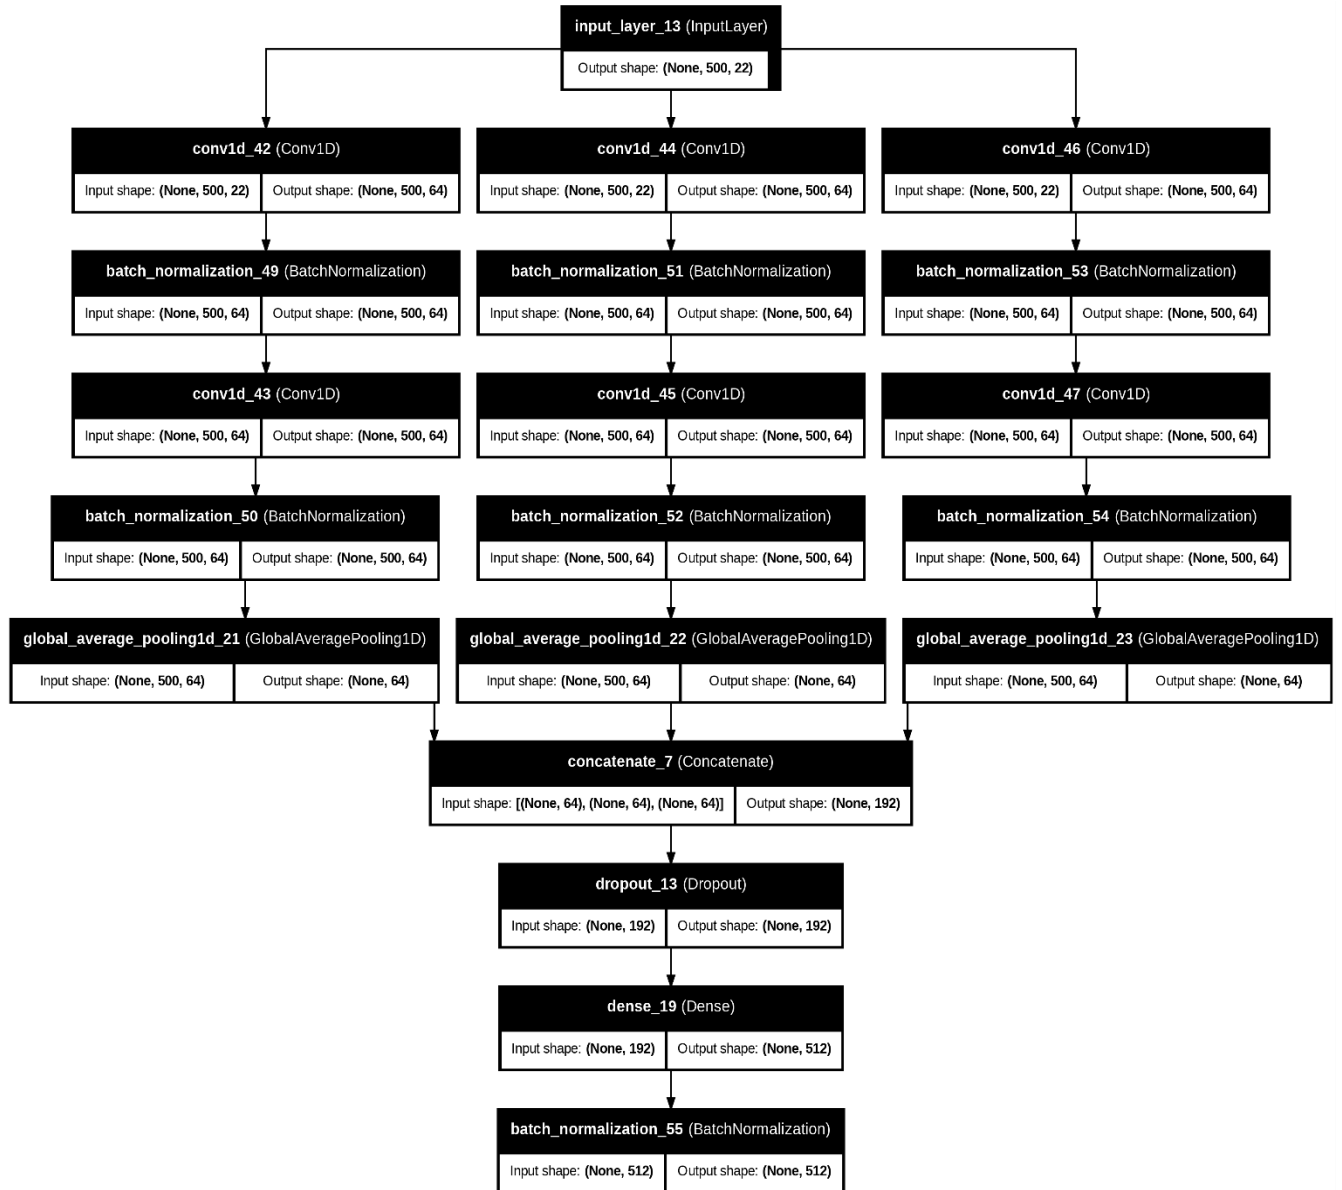 input_layer_13 (InputLayer)
Output shape: (None, 500, 22)
conv1d_42 (Conv1D)
Input shape: (None, 500, 22) Output shape: (None, 500, 64)
conv1d_44 (Conv1D)
Input shape: (None, 500, 22) Output shape: (None, 500, 64)
conv1d_46 (Conv1D)
Input shape: (None, 500, 22) Output shape: (None, 500, 64)
batch_normalization_49 (BatchNormalization)
Input shape: (None, 500, 64) Output shape: (None, 500, 64)
batch_normalization_51 (BatchNormalization)
Input shape: (None, 500, 64) Output shape: (None, 500, 64)
batch_normalization_53 (BatchNormalization)
Input shape: (None, 500, 64) Output shape: (None, 500, 64)
conv1d_43 (Conv1D)
Input shape: (None, 500, 64) Output shape: (None, 500, 64)
conv1d_45 (Conv1D)
Input shape: (None, 500, 64) Output shape: (None, 500, 64)
conv1d_47 (Conv1D)
Input shape: (None, 500, 64) Output shape: (None, 500, 64)
batch_normalization_50 (BatchNormalization)
Input shape: (None, 500, 64) Output shape: (None, 500, 64)
batch_normalization_52 (BatchNormalization)
Input shape: (None, 500, 64) Output shape: (None, 500, 64)
batch_normalization_54 (BatchNormalization)
Input shape: (None, 500, 64) Output shape: (None, 500, 64)
global_average_pooling1d_21 (GlobalAveragePooling1D)
Input shape: (None, 500, 64) Output shape: (None, 64)
global_average_pooling1d_22 (GlobalAveragePooling1D)
Input shape: (None, 500, 64) Output shape: (None, 64)
global_average_pooling1d_23 (GlobalAveragePooling1D)
Input shape: (None, 500, 64) Output shape: (None, 64)
concatenate_7 (Concatenate)
Input shape: [(None, 64), (None, 64), (None, 64)] Output shape: (None, 192)
dropout_13 (Dropout)
Input shape: (None, 192) Output shape: (None, 192)
dense_19 (Dense)
Input shape: (None, 192) Output shape: (None, 512)
batch_normalization_55 (BatchNormalization)
Input shape: (None, 512) Output shape: (None, 512)